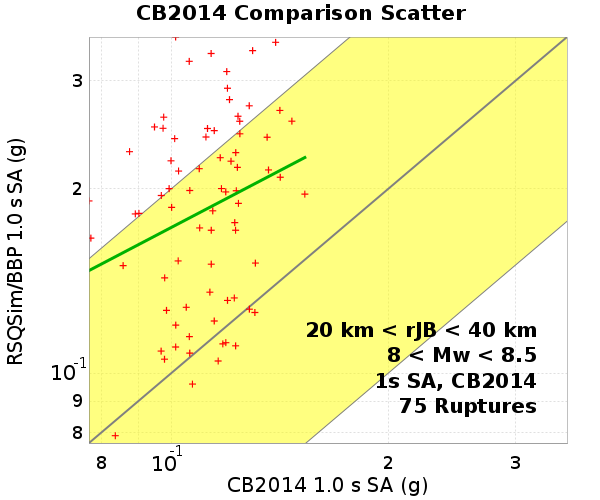 CB2014 Comparison Scatter
RSQSim/BBP 1.0 s SA (g)
3
2
10-1
9
8
20 km < rJB < 40 km
8 < Mw < 8.5
1s SA, CB2014
75 Ruptures
8
10-1
2
3
CB2014 1.0 s SA (g)